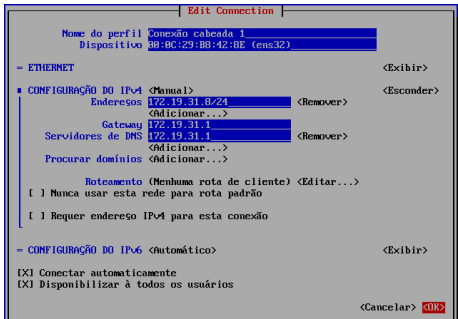 Edit Connection
Nome do perfil Conexão cabeada 1
Dispositivo 00:0C:29:B8:42:8E (ens32)
= ETHERNET <Exibir>
CONFIGURAÇÃO DO IPv4 <Manual> <Esconder>
Endereços 172.19.31.8/24 <Remover>
<Adicionar...>
Gateway 172.19.31.1
Servidores de DNS 172.19.31.1 <Remover>
<Adicionar...>
Procurar domínios <Adicionar...>
Roteamento (Nenhuma rota de cliente) <Editar...>
[ ] Nunca usar esta rede para rota padrão
[ ] Requer endereço IPv4 para esta conexão
= CONFIGURAÇÃO DO IPv6 <Automático> <Exibir>
[X] Conectar automaticamente
[X] Disponibilizar à todos os usuários
<Cancelar> <OK>